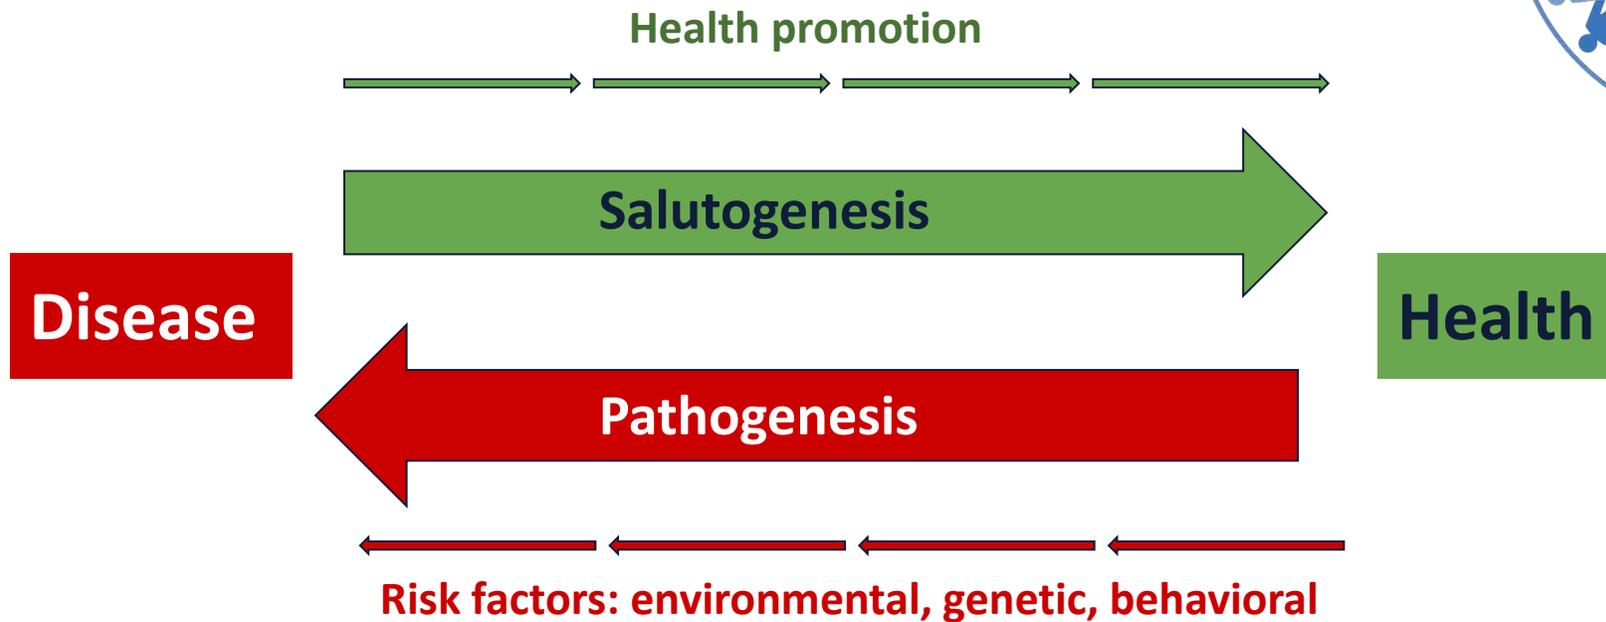 Health promotion
Salutogenesis
Disease
Health
Pathogenesis
Risk factors: environmental, genetic, behavioral